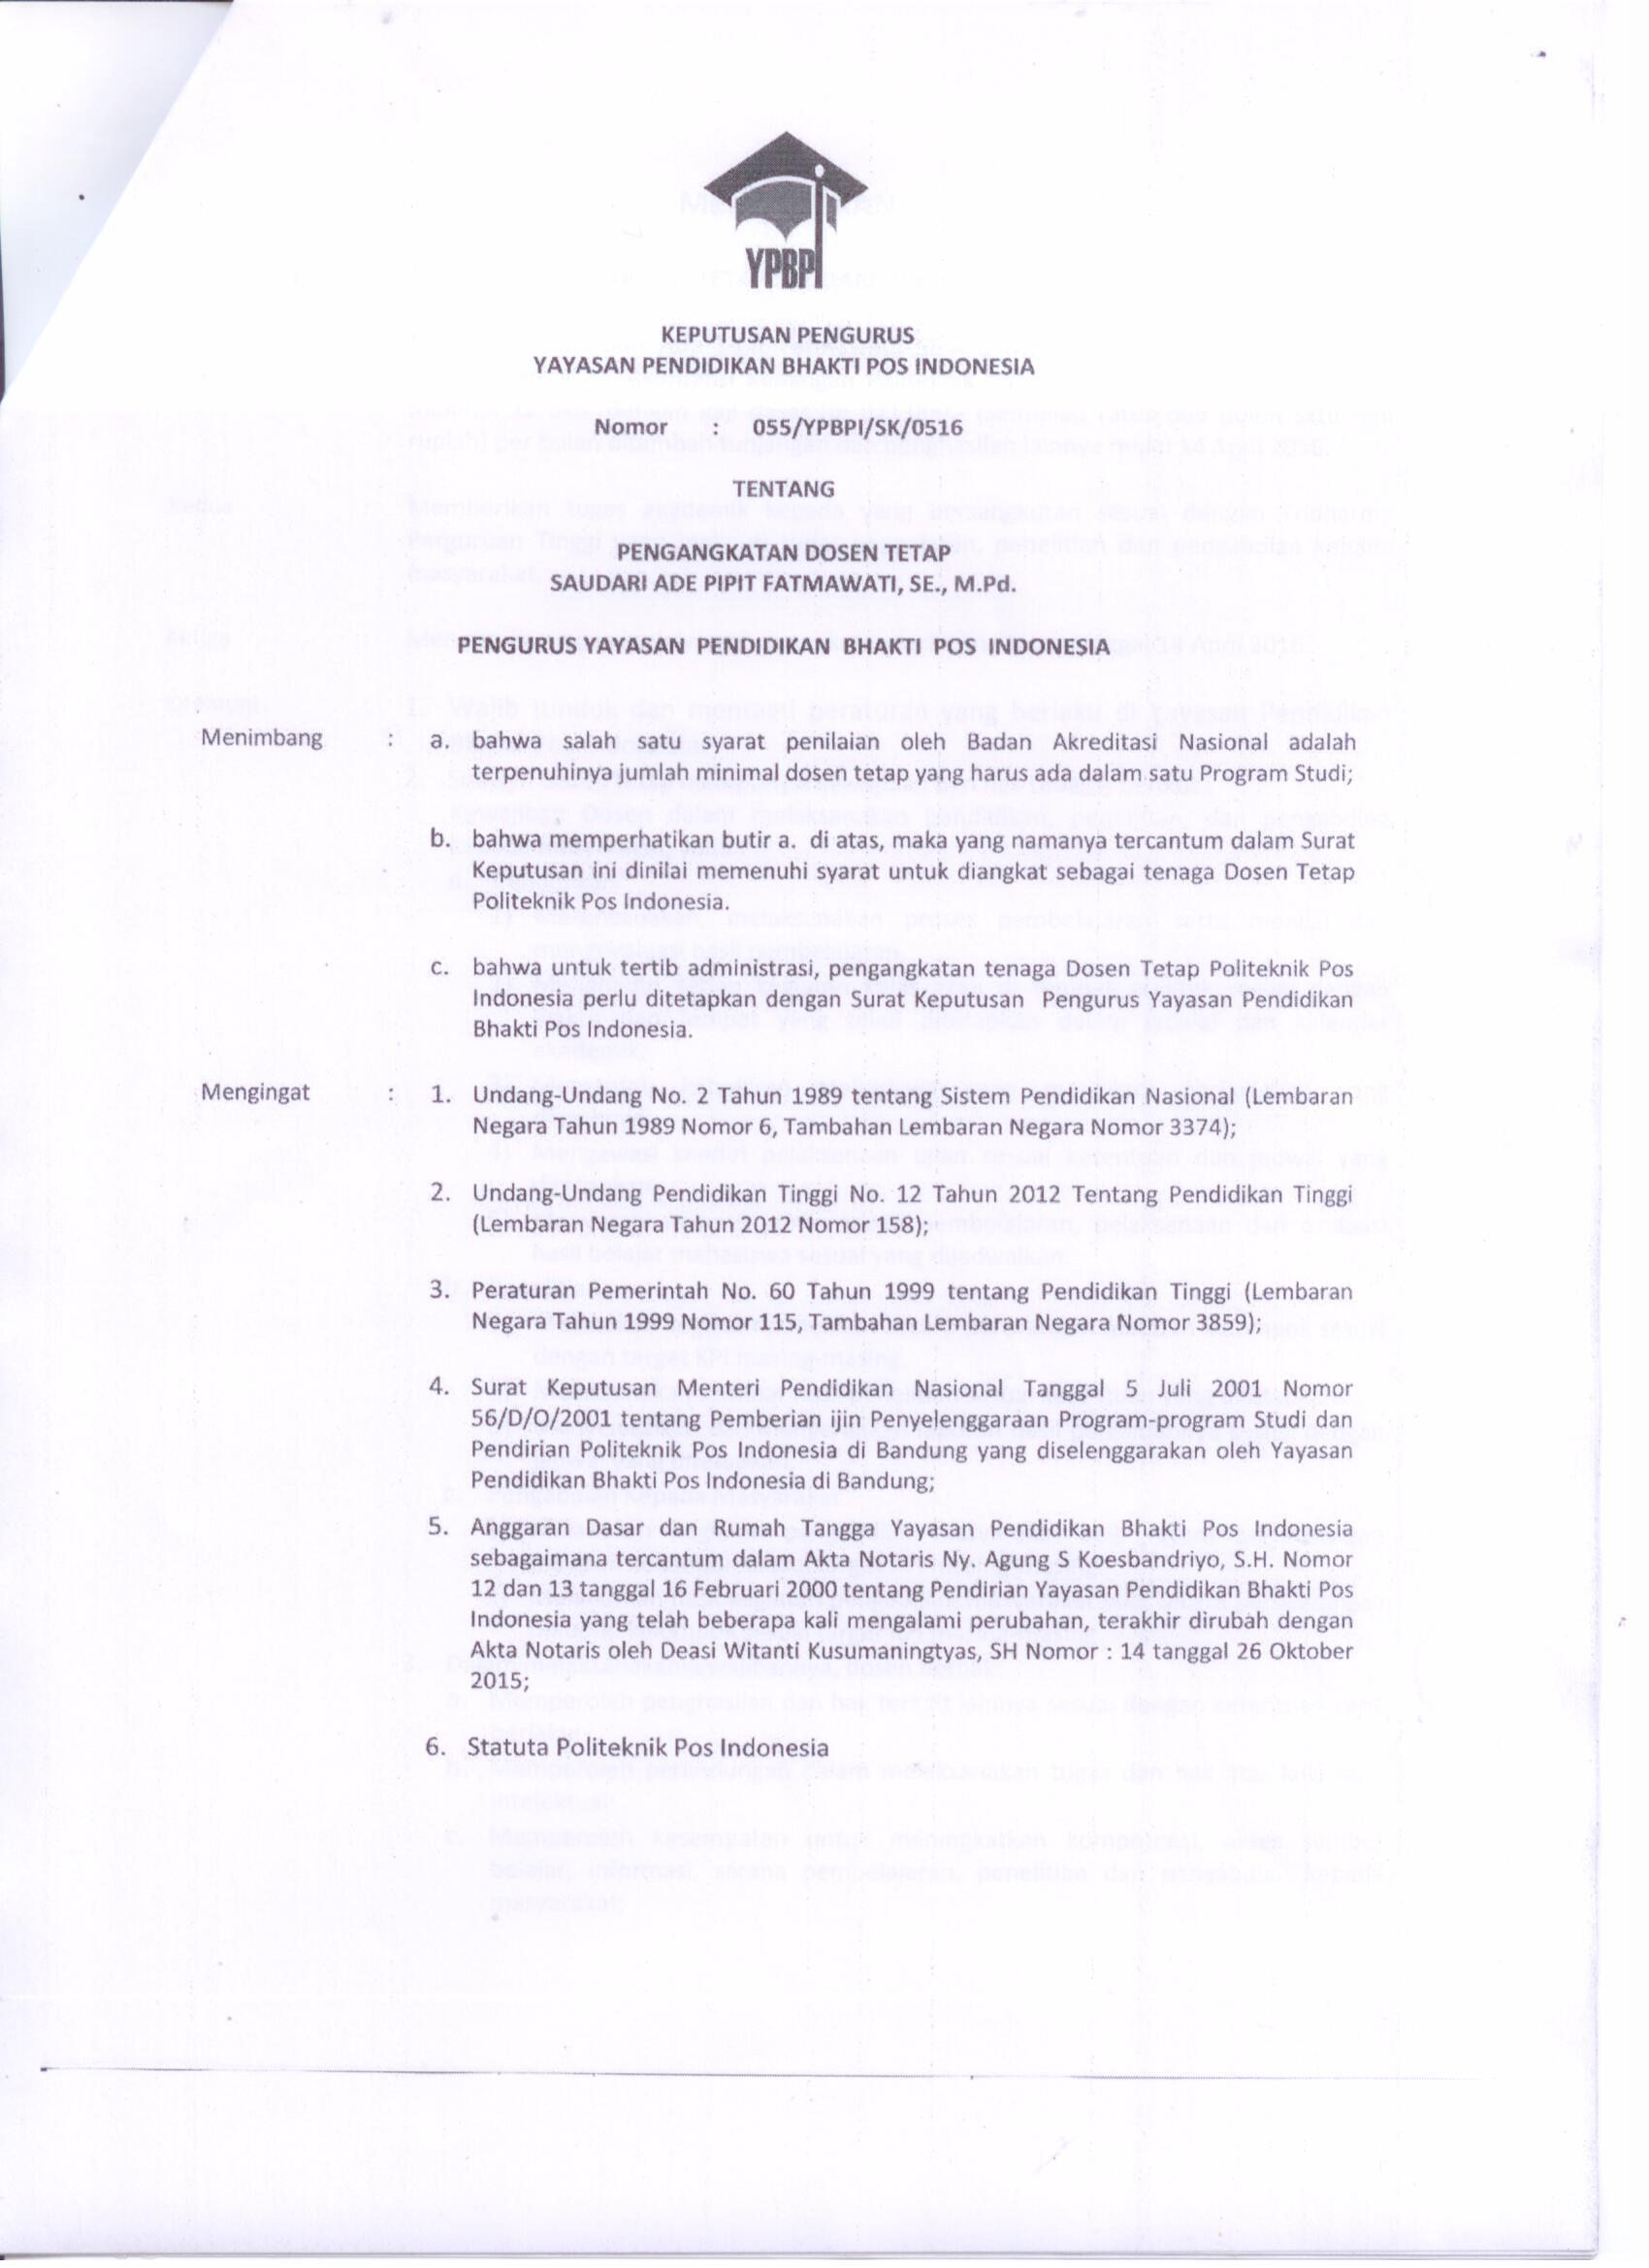 YPBPI
KEPUTUSAN PENGURUS
YAYASAN PENDIDIKAN BHAKTI POS INDONESIA
Nomor : 055/YPBPI/SK/0516
TENTANG
PENGANGKATAN DOSEN TETAP
SAUDARI ADE PIPIT FATMAWATI, SE., M.Pd.
PENGURUS YAYASAN PENDIDIKAN BHAKTI POS INDONESIA
Menimbang : a. bahwa salah satu syarat penilaian oleh Badan Akreditasi Nasional adalah
terpenuhinya jumlah minimal dosen tetap yang harus ada dalam satu Program Studi;
b. bahwa memperhatikan butir a. di atas, maka yang namanya tercantum dalam Surat
Keputusan ini dinilai memenuhi syarat untuk diangkat sebagai tenaga Dosen Tetap
Politeknik Pos Indonesia.
c. bahwa untuk tertib administrasi, pengangkatan tenaga Dosen Tetap Politeknik Pos
Indonesia perlu ditetapkan dengan Surat Keputusan Pengurus Yayasan Pendidikan
Bhakti Pos Indonesia.
Mengingat : 1. Undang-Undang No. 2 Tahun 1989 tentang Sistem Pendidikan Nasional (Lembaran
Negara Tahun 1989 Nomor 6, Tambahan Lembaran Negara Nomor 3374);
2. Undang-Undang Pendidikan Tinggi No. 12 Tahun 2012 Tentang Pendidikan Tinggi
(Lembaran Negara Tahun 2012 Nomor 158);
3. Peraturan Pemerintah No. 60 Tahun 1999 tentang Pendidikan Tinggi (Lembaran
Negara Tahun 1999 Nomor 115, Tambahan Lembaran Negara Nomor 3859);
4. Surat Keputusan Menteri Pendidikan Nasional Tanggal 5 Juli 2001 Nomor
56/D/O/2001 tentang Pemberian ijin Penyelenggaraan Program-program Studi dan
Pendirian Politeknik Pos Indonesia di Bandung yang diselenggarakan oleh Yayasan
Pendidikan Bhakti Pos Indonesia di Bandung;
5. Anggaran Dasar dan Rumah Tangga Yayasan Pendidikan Bhakti Pos Indonesia
sebagaimana tercantum dalam Akta Notaris Ny. Agung S Koesbandriyo, S.H. Nomor
12 dan 13 tanggal 16 Februari 2000 tentang Pendirian Yayasan Pendidikan Bhakti Pos
Indonesia yang telah beberapa kali mengalami perubahan, terakhir dirubah dengan
Akta Notaris oleh Deasi Witanti Kusumaningtyas, SH Nomor : 14 tanggal 26 Oktober
2015;
6. Statuta Politeknik Pos Indonesia